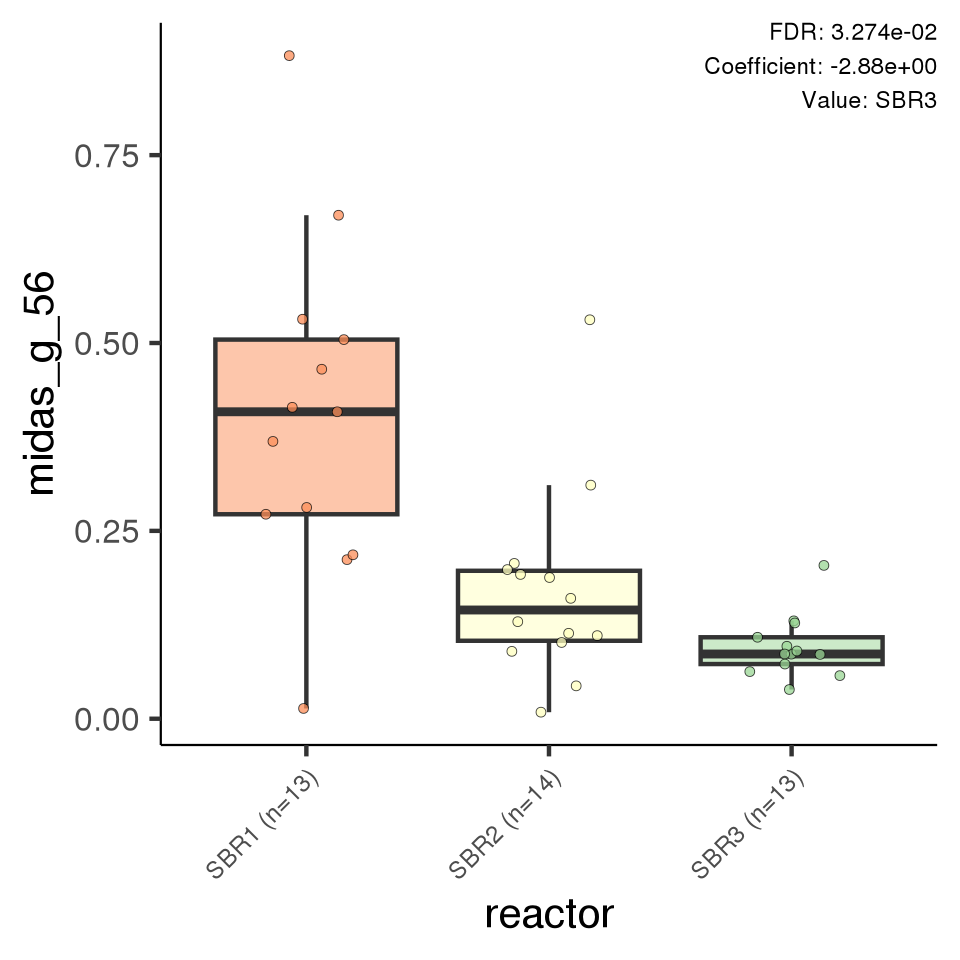 FDR: 3.274e-02
Coefficient: -2.88e+00
Value: SBR3
midas_g_56
0.75
0.50
0.25
0.00
SBR1 (n=13)
SBR2 (n=14)
SBR3 (n=13)
reactor